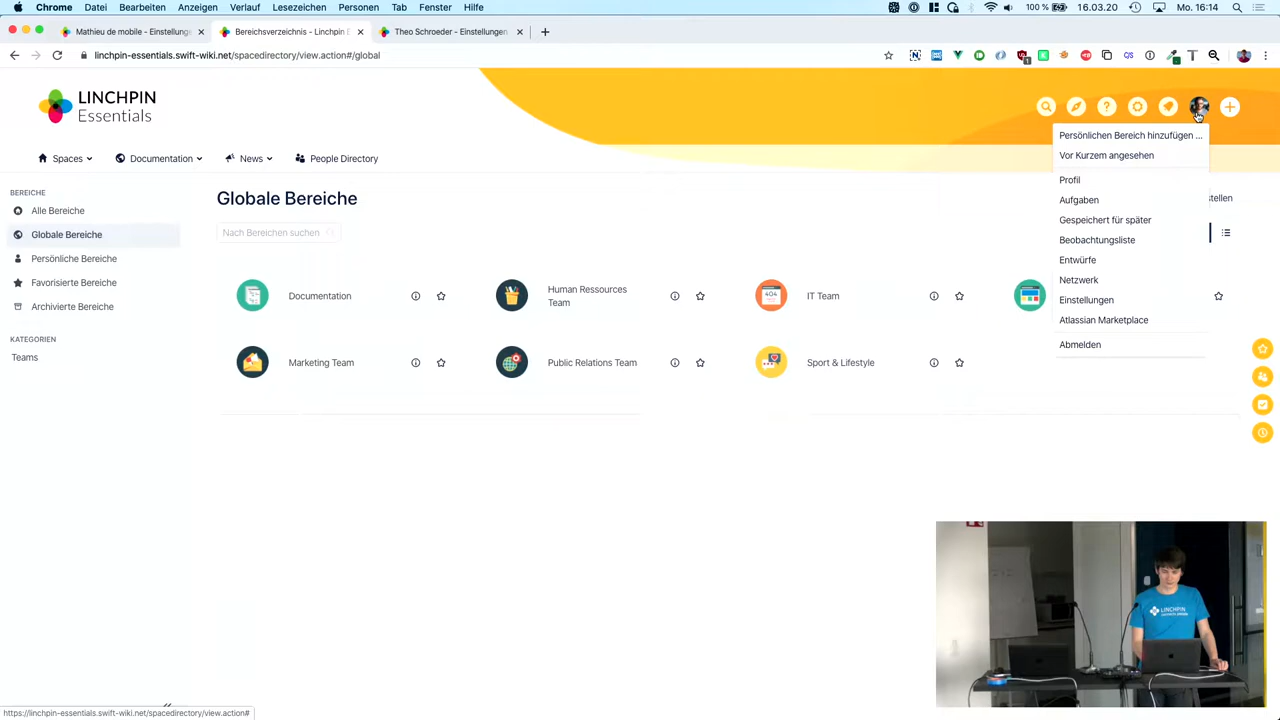 Chrome Datei Bearbeiten Anzeigen Verlauf Lesezeichen Personen Tab Fenster Hilfe 100 % 16.03.20 Mo. 16:14
Mathieu de mobile - Einstellung Bereichsverzeichnis - Linchpin E Theo Schroeder - Einstellungen
linchpin-essentials.swift-wiki.net/spacedirectory/view.action#/global
LINCHPIN
Essentials
Spaces Documentation News People Directory
Persönlichen Bereich hinzufügen ...
Vor Kurzem angesehen
Profil
Aufgaben
Gespeichert für später
Beobachtungsliste
Entwürfe
Netzwerk
Einstellungen
Atlassian Marketplace
Abmelden
stellen
BEREICHE
Alle Bereiche
Globale Bereiche
Persönliche Bereiche
Favorisierte Bereiche
Archivierte Bereiche
KATEGORIEN
Teams
Globale Bereiche
Nach Bereichen suchen
Documentation
Human Ressources
Team
404
IT Team
Marketing Team
Public Relations Team
Sport & Lifestyle
LINCHPIN
https://linchpin-essentials.swift-wiki.net/spacedirectory/view.action#